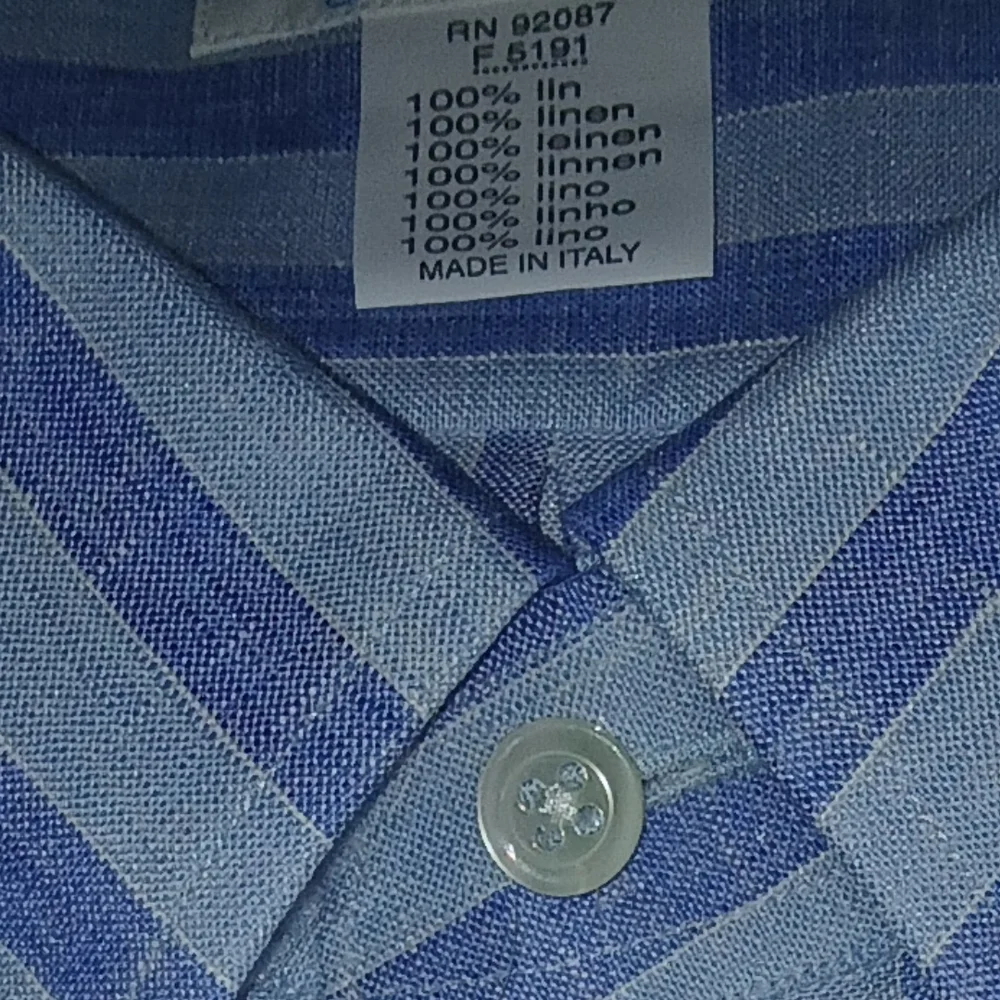 RN 92087
F 5191
100% lin
100% linen
100% leinen
100% linnen
100% lino
100% linho
100% lino
MADE IN ITALY